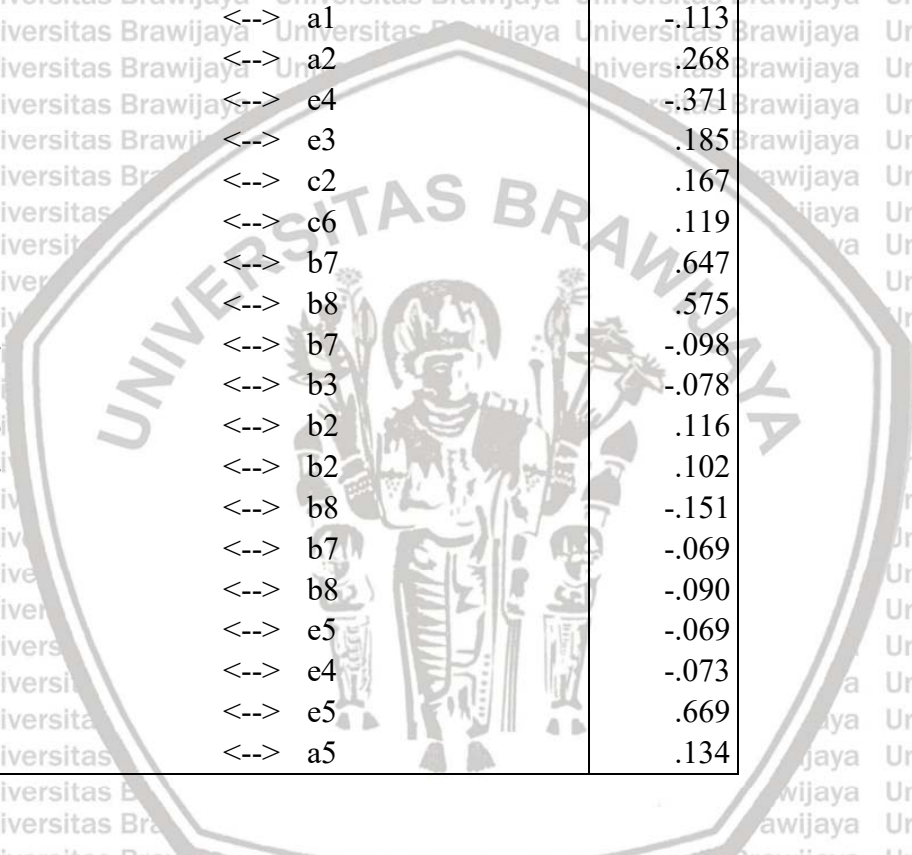 <--> a1 -.113
<--> a2 .268
<--> e4 -.371
<--> e3 .185
<--> c2 .167
<--> c6 .119
<--> b7 .647
<--> b8 .575
<--> b7 -.098
<--> b3 -.078
<--> b2 .116
<--> b2 .102
<--> b8 -.151
<--> b7 -.069
<--> b8 -.090
<--> e5 -.069
<--> e4 -.073
<--> e5 .669
<--> a5 .134
UNIVERSITAS BRAWIJAYA